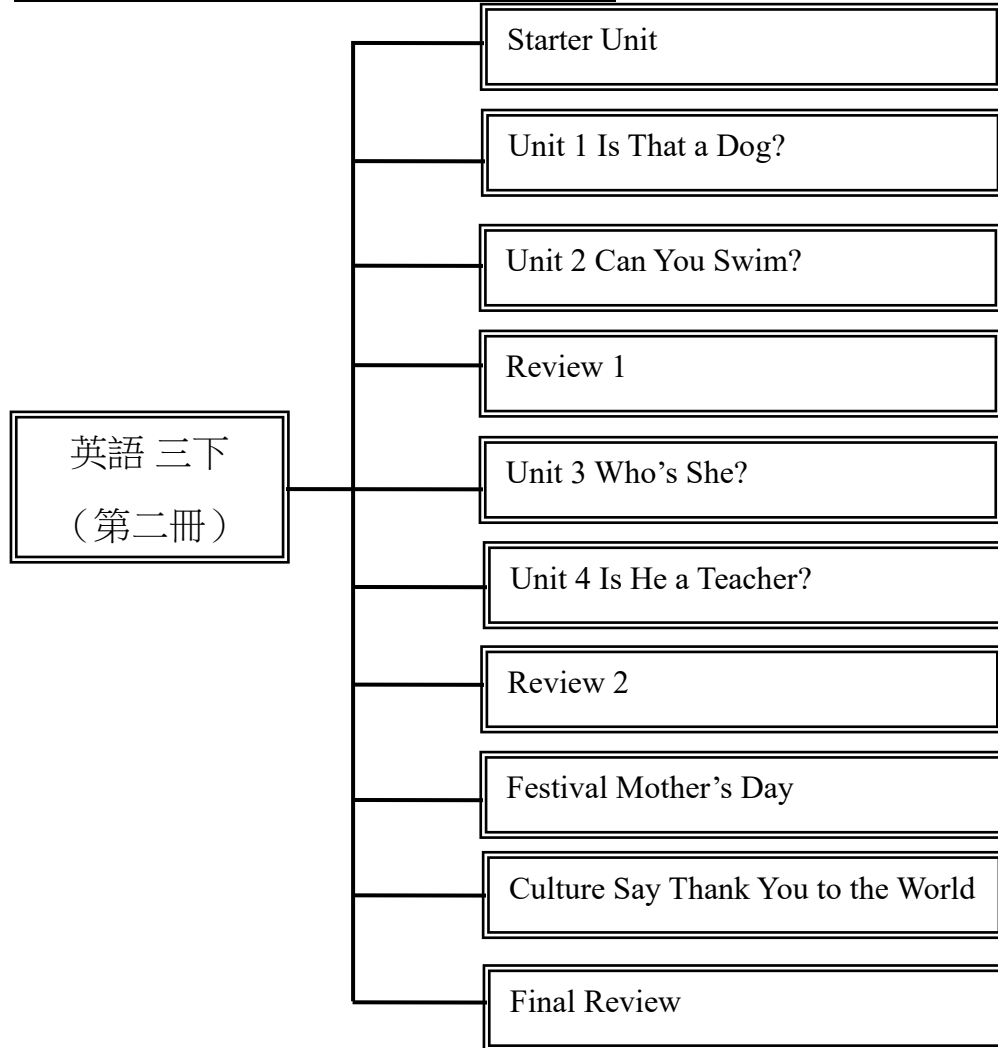 Starter Unit
Unit 1 Is That a Dog?
Unit 2 Can You Swim?
Review 1
英語 三下
（第二冊）
Unit 3 Who’s She?
Unit 4 Is He a Teacher?
Review 2
Festival Mother’s Day
Culture Say Thank You to the World
Final Review